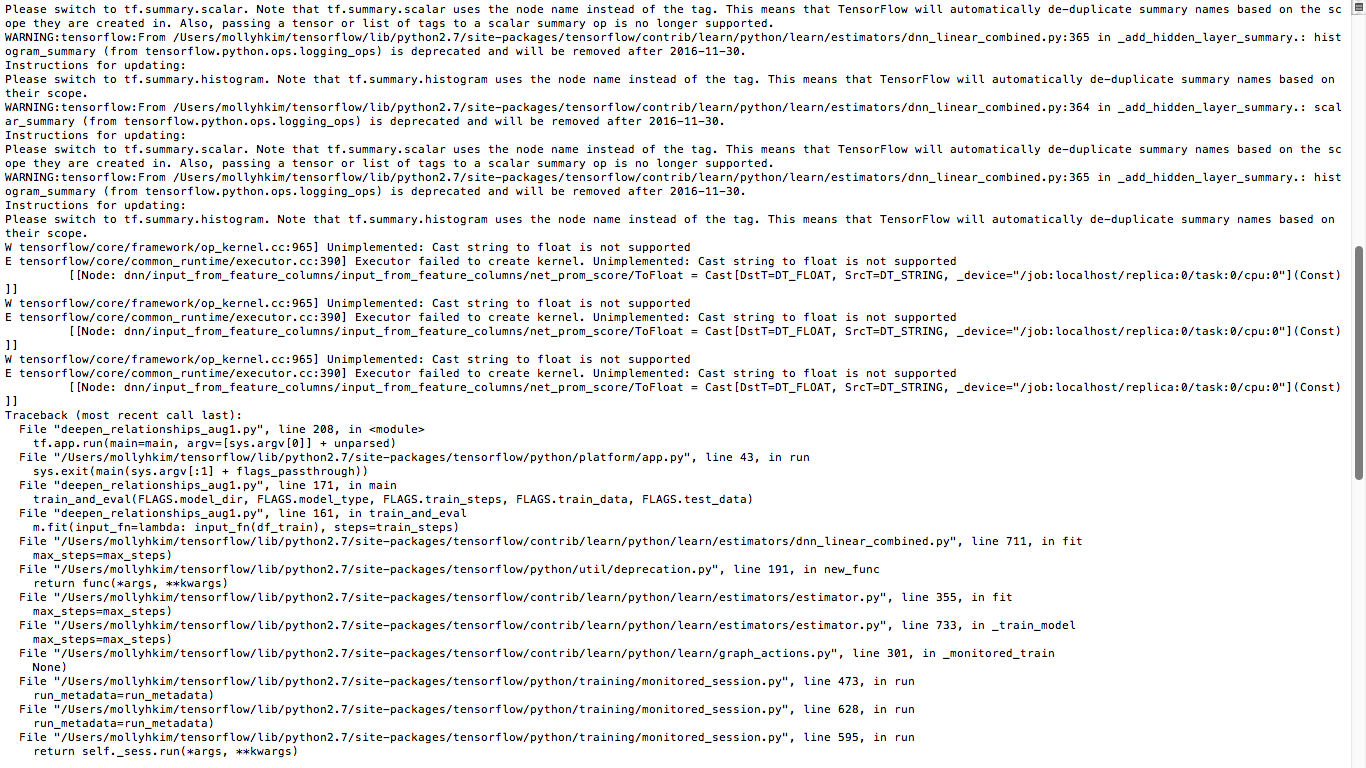 Please switch to tf.summary.scalar. Note that tf.summary.scalar uses the node name instead of the tag. This means that TensorFlow will automatically de-duplicate summary names based on the sc
ope they are created in. Also, passing a tensor or list of tags to a scalar summary op is no longer supported.
WARNING:tensorflow:From /Users/mollyhkim/tensorflow/lib/python2.7/site-packages/tensorflow/contrib/learn/python/learn/estimators/dnn_linear_combined.py:365 in _add_hidden_layer_summary.: hist
ogram_summary (from tensorflow.python.ops.logging_ops) is deprecated and will be removed after 2016-11-30.
Instructions for updating:
Please switch to tf.summary.histogram. Note that tf.summary.histogram uses the node name instead of the tag. This means that TensorFlow will automatically de-duplicate summary names based on
their scope.
WARNING:tensorflow:From /Users/mollyhkim/tensorflow/lib/python2.7/site-packages/tensorflow/contrib/learn/python/learn/estimators/dnn_linear_combined.py:364 in _add_hidden_layer_summary.: scal
ar_summary (from tensorflow.python.ops.logging_ops) is deprecated and will be removed after 2016-11-30.
Instructions for updating:
Please switch to tf.summary.scalar. Note that tf.summary.scalar uses the node name instead of the tag. This means that TensorFlow will automatically de-duplicate summary names based on the sc
ope they are created in. Also, passing a tensor or list of tags to a scalar summary op is no longer supported.
WARNING:tensorflow:From /Users/mollyhkim/tensorflow/lib/python2.7/site-packages/tensorflow/contrib/learn/python/learn/estimators/dnn_linear_combined.py:365 in _add_hidden_layer_summary.: hist
ogram_summary (from tensorflow.python.ops.logging_ops) is deprecated and will be removed after 2016-11-30.
Instructions for updating:
Please switch to tf.summary.histogram. Note that tf.summary.histogram uses the node name instead of the tag. This means that TensorFlow will automatically de-duplicate summary names based on
their scope.
W tensorflow/core/framework/op_kernel.cc:965] Unimplemented: Cast string to float is not supported
E tensorflow/core/common_runtime/executor.cc:390] Executor failed to create kernel. Unimplemented: Cast string to float is not supported
[[Node: dnn/input_from_feature_columns/input_from_feature_columns/net_prom_score/ToFloat = Cast[DstT=DT_FLOAT, SrcT=DT_STRING, _device="/job:localhost/replica:0/task:0/cpu:0"](Const)
]]
W tensorflow/core/framework/op_kernel.cc:965] Unimplemented: Cast string to float is not supported
E tensorflow/core/common_runtime/executor.cc:390] Executor failed to create kernel. Unimplemented: Cast string to float is not supported
[[Node: dnn/input_from_feature_columns/input_from_feature_columns/net_prom_score/ToFloat = Cast[DstT=DT_FLOAT, SrcT=DT_STRING, _device="/job:localhost/replica:0/task:0/cpu:0"](Const)
]]
W tensorflow/core/framework/op_kernel.cc:965] Unimplemented: Cast string to float is not supported
E tensorflow/core/common_runtime/executor.cc:390] Executor failed to create kernel. Unimplemented: Cast string to float is not supported
[[Node: dnn/input_from_feature_columns/input_from_feature_columns/net_prom_score/ToFloat = Cast[DstT=DT_FLOAT, SrcT=DT_STRING, _device="/job:localhost/replica:0/task:0/cpu:0"](Const)
]]
Traceback (most recent call last):
File "deepen_relationships_aug1.py", line 208, in <module>
tf.app.run(main=main, argv=[sys.argv[0]] + unparsed)
File "/Users/mollyhkim/tensorflow/lib/python2.7/site-packages/tensorflow/python/platform/app.py", line 43, in run
sys.exit(main(sys.argv[:1] + flags_passthrough))
File "deepen_relationships_aug1.py", line 171, in main
train_and_eval(FLAGS.model_dir, FLAGS.model_type, FLAGS.train_steps, FLAGS.train_data, FLAGS.test_data)
File "deepen_relationships_aug1.py", line 161, in train_and_eval
m.fit(input_fn=lambda: input_fn(df_train), steps=train_steps)
File "/Users/mollyhkim/tensorflow/lib/python2.7/site-packages/tensorflow/contrib/learn/python/learn/estimators/dnn_linear_combined.py", line 711, in fit
max_steps=max_steps)
File "/Users/mollyhkim/tensorflow/lib/python2.7/site-packages/tensorflow/python/util/deprecation.py", line 191, in new_func
return func(*args, **kwargs)
File "/Users/mollyhkim/tensorflow/lib/python2.7/site-packages/tensorflow/contrib/learn/python/learn/estimators/estimator.py", line 355, in fit
max_steps=max_steps)
File "/Users/mollyhkim/tensorflow/lib/python2.7/site-packages/tensorflow/contrib/learn/python/learn/estimators/estimator.py", line 733, in _train_model
max_steps=max_steps)
File "/Users/mollyhkim/tensorflow/lib/python2.7/site-packages/tensorflow/contrib/learn/python/learn/graph_actions.py", line 301, in _monitored_train
None)
File "/Users/mollyhkim/tensorflow/lib/python2.7/site-packages/tensorflow/python/training/monitored_session.py", line 473, in run
run_metadata=run_metadata)
File "/Users/mollyhkim/tensorflow/lib/python2.7/site-packages/tensorflow/python/training/monitored_session.py", line 628, in run
run_metadata=run_metadata)
File "/Users/mollyhkim/tensorflow/lib/python2.7/site-packages/tensorflow/python/training/monitored_session.py", line 595, in run
return self._sess.run(*args, **kwargs)